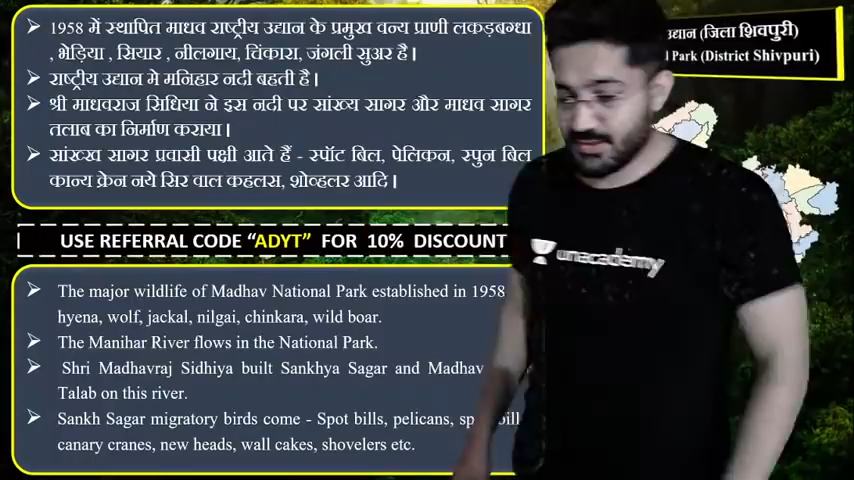 1958 में स्थापित माधव राष्ट्रीय उद्यान के प्रमुख वन्य प्राणी लकड़बग्धा
, भेड़िया , सियार , नीलगाय, चिंकारा, जंगली सुअर है।
राष्ट्रीय उद्यान मे मनिहार नदी बहती है।
श्री माधवराज सिधिया ने इस नदी पर सांख्य सागर और माधव सागर
तलाब का निर्माण कराया।
सांख्ख सागर प्रवासी पक्षी आते हैं - स्पॉट बिल, पेलिकन, स्पुन बिल
कान्य क्रेन नये सिर वाल कहलस, शोव्हलर आदि।
उद्यान (जिला शिवपुरी)
Park (District Shivpuri)
USE REFERRAL CODE “ADYT” FOR 10% DISCOUNT
unacademy
The major wildlife of Madhav National Park established in 1958
hyena, wolf, jackal, nilgai, chinkara, wild boar.
The Manihar River flows in the National Park.
Shri Madhavraj Sidhiya built Sankhya Sagar and Madhav
Talab on this river.
Sankh Sagar migratory birds come - Spot bills, pelicans,
canary cranes, new heads, wall cakes, shovelers etc.